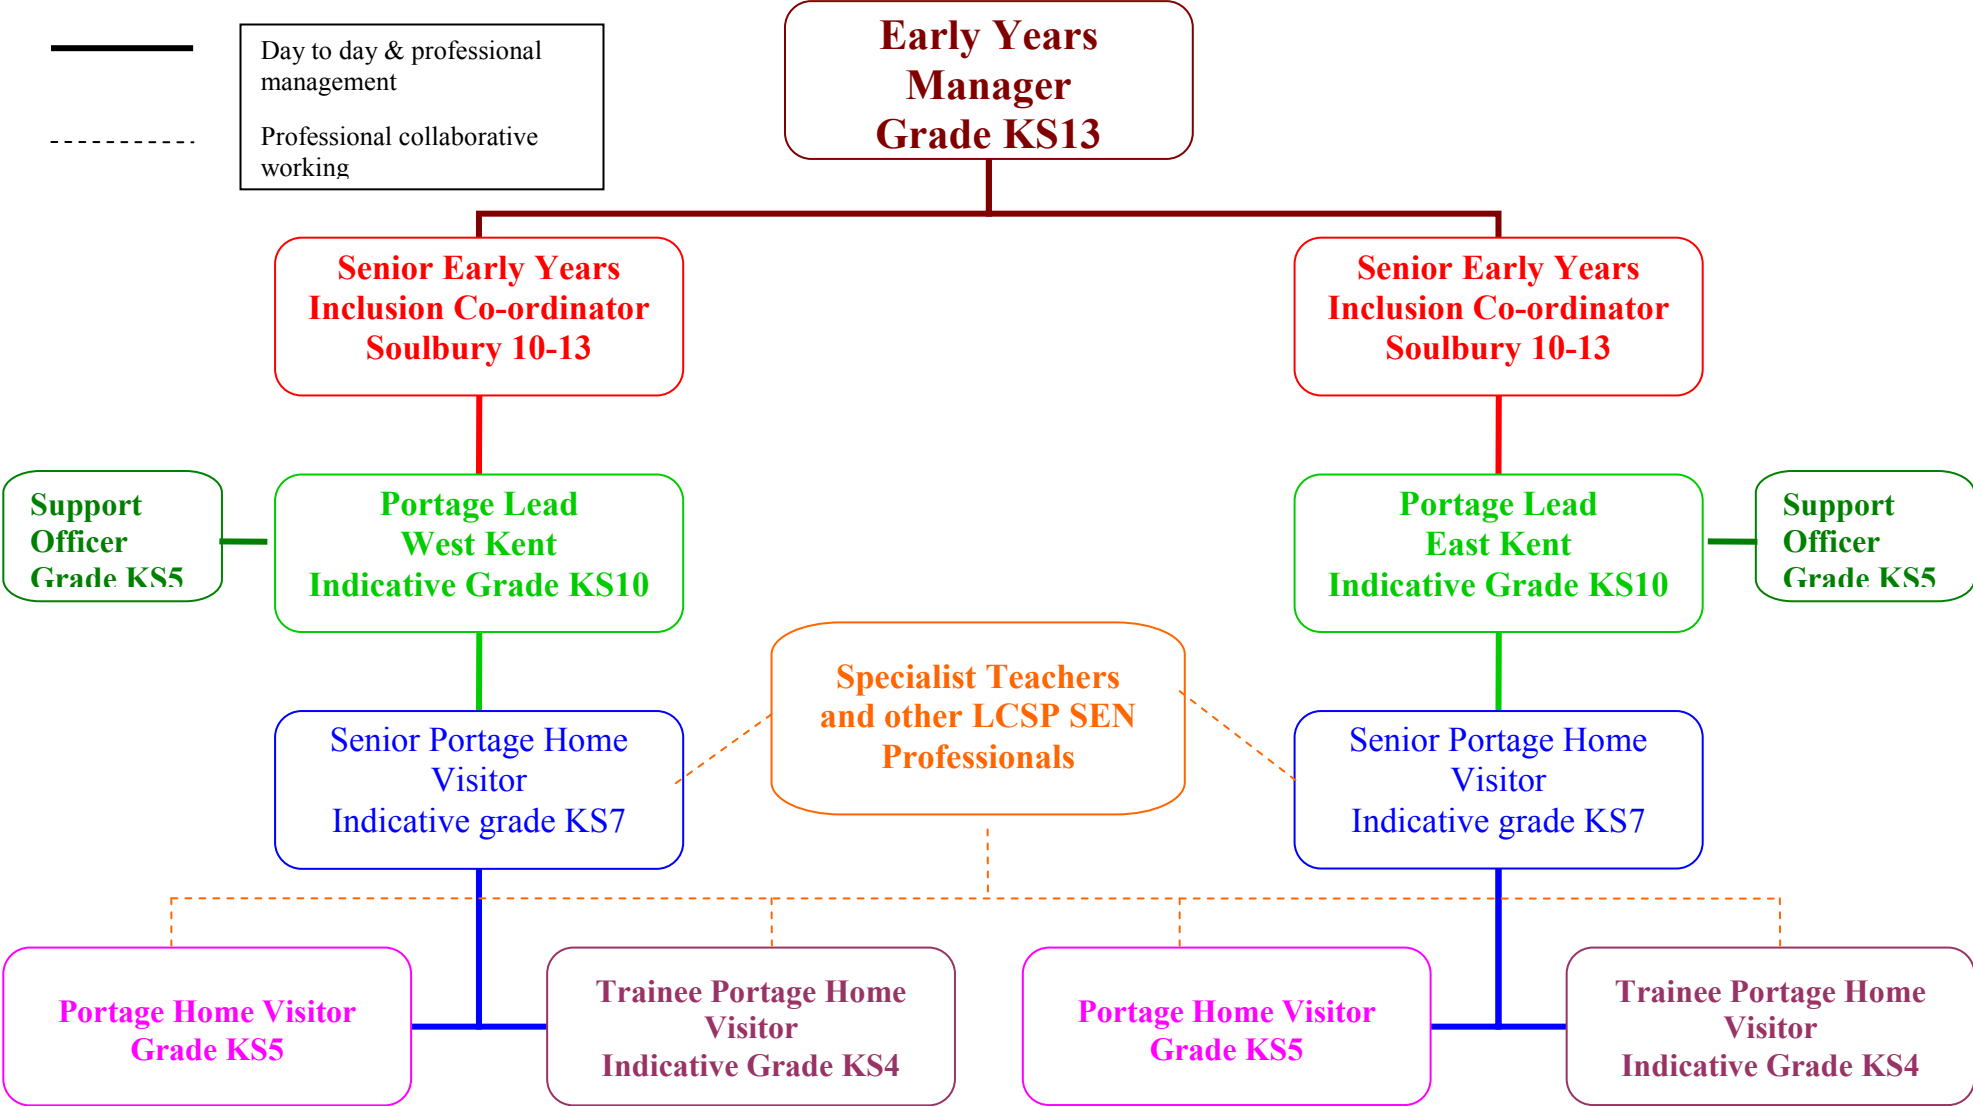 Day to day & professional
management
Professional collaborative
working
Early Years
Manager
Grade KS13
Senior Early Years
Inclusion Co-ordinator
Soulbury 10-13
Senior Early Years
Inclusion Co-ordinator
Soulbury 10-13
Support
Officer
Grade KS5
Portage Lead
West Kent
Indicative Grade KS10
Portage Lead
East Kent
Indicative Grade KS10
Support
Officer
Grade KS5
Specialist Teachers
and other LCSP SEN
Professionals
Senior Portage Home
Visitor
Indicative grade KS7
Senior Portage Home
Visitor
Indicative grade KS7
Portage Home Visitor
Grade KS5
Trainee Portage Home
Visitor
Indicative Grade KS4
Portage Home Visitor
Grade KS5
Trainee Portage Home
Visitor
Indicative Grade KS4